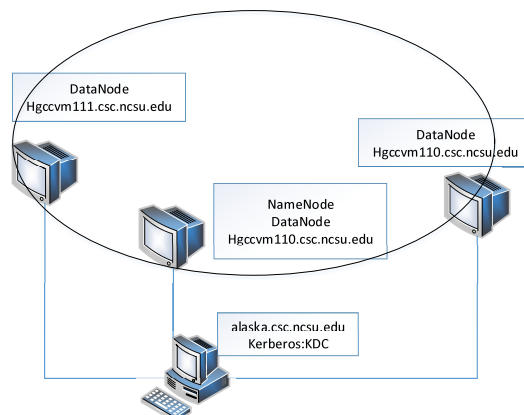 DataNode
Hgccvm111.csc.ncsu.edu
DataNode
Hgccvm110.csc.ncsu.edu
NameNode
DataNode
Hgccvm110.csc.ncsu.edu
alaska.csc.ncsu.edu
Kerberos:KDC